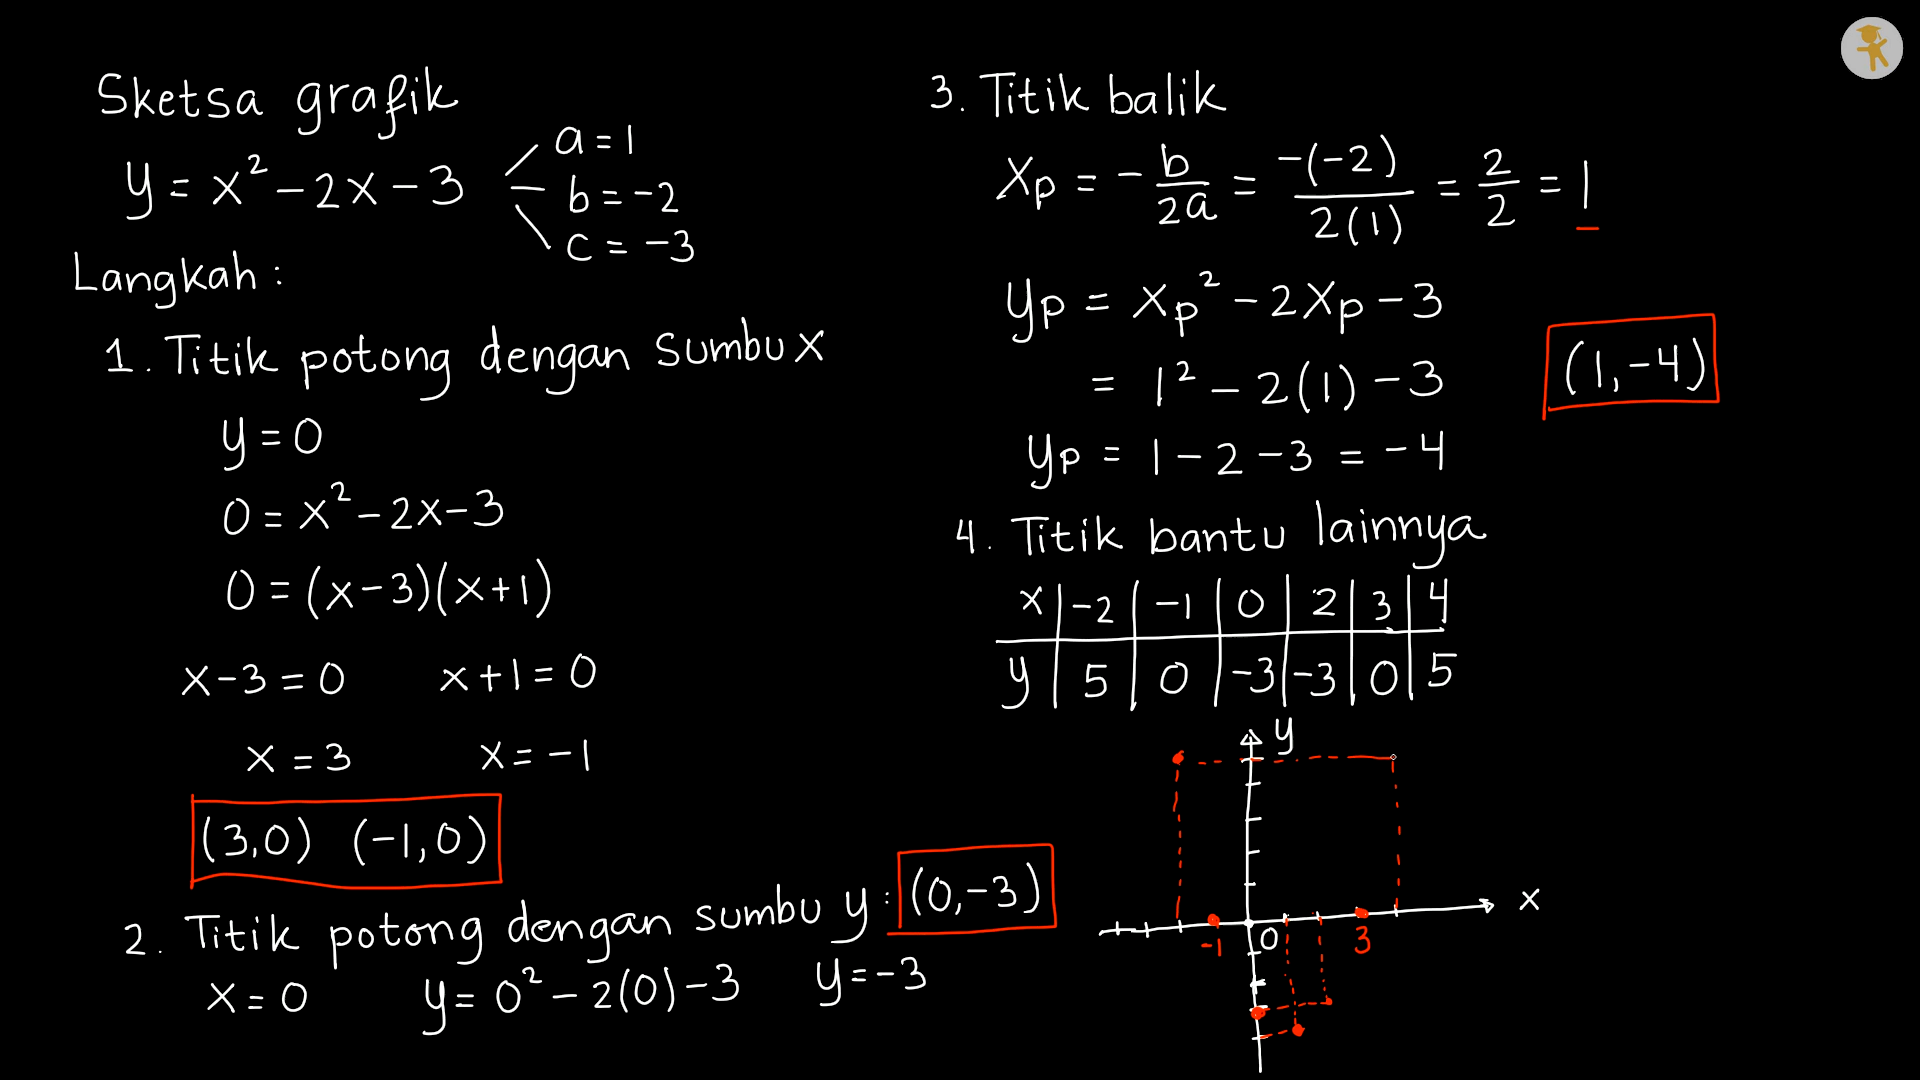 Sketsa grafik
y = x² - 2x - 3
a = 1
b = -2
c = -3
Langkah :
1. Titik potong dengan sumbu x
y = 0
0 = x² - 2x - 3
0 = (x-3)(x+1)
x-3 = 0 x+1 = 0
x = 3 x = -1
(3,0) (-1,0)
2. Titik potong dengan sumbu y : (0,-3)
x = 0 y = 0² - 2(0) - 3 y = -3
3. Titik balik
Xp = - b/2a = -(-2)/2(1) = 2/2 = 1
yp = xp² - 2xp - 3
= 1² - 2(1) - 3
yp = 1 - 2 - 3 = -4
(1,-4)
4. Titik bantu lainnya
x | -2 | -1 | 0 | 2 | 3 | 4
y | 5 | 0 | -3 | -3 | 0 | 5
y
x
-1 0 3